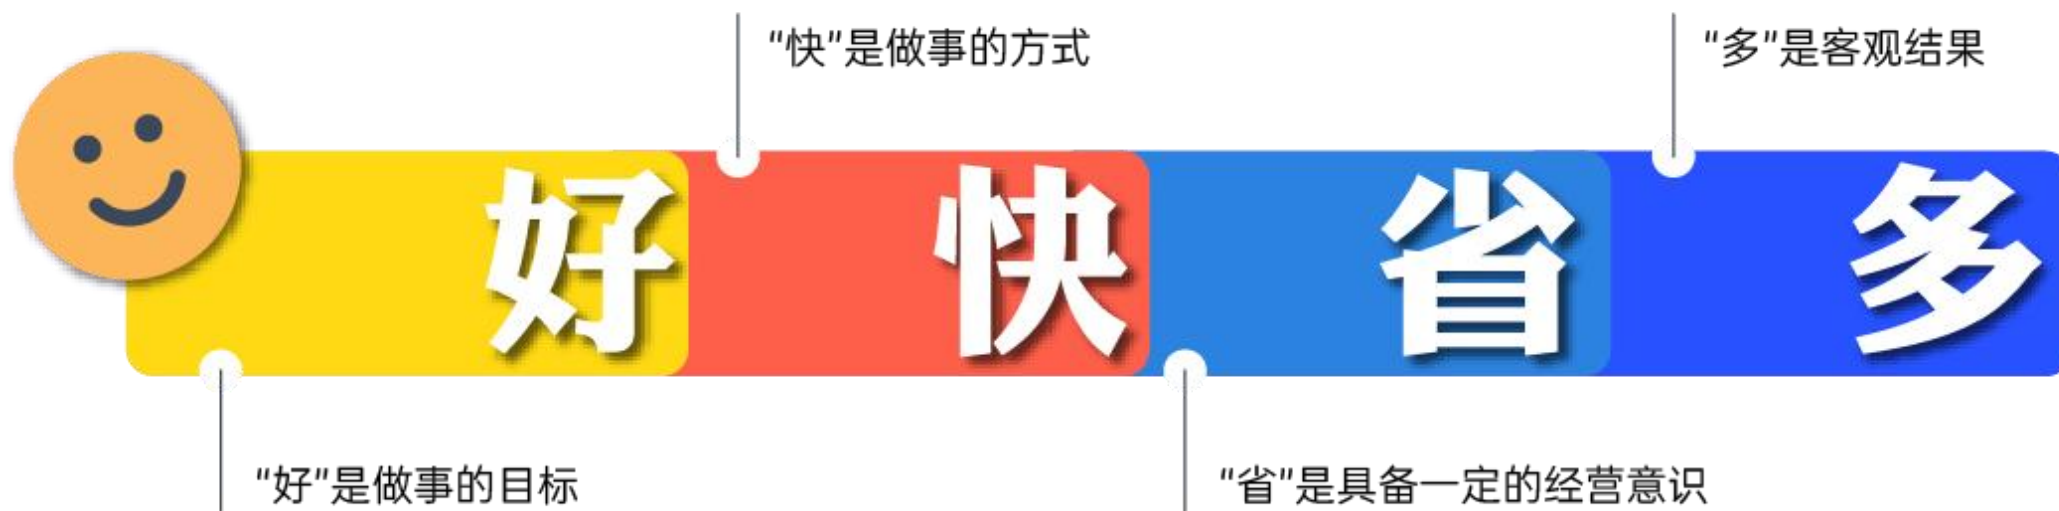 “快”是做事的方式
“多”是客观结果
好 快 省 多
“好”是做事的目标
“省”是具备一定的经营意识